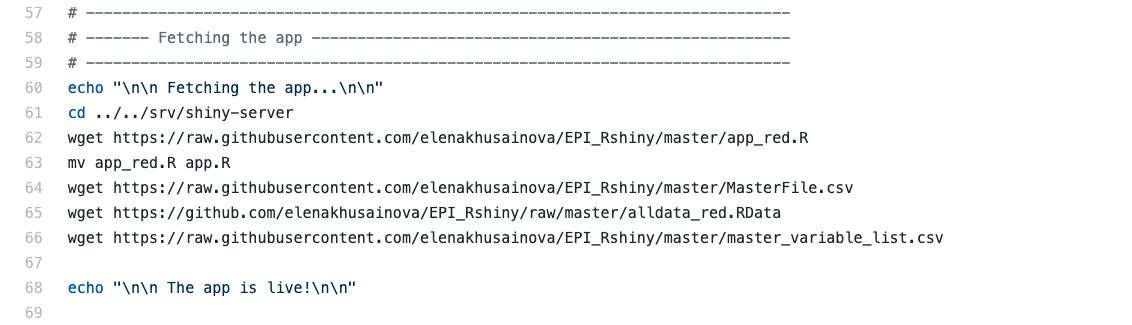 57 # ------------------------------------------------------------------------------
58 # ------- Fetching the app -----------------------------------------------------
59 # ------------------------------------------------------------------------------
60 echo "\n\n Fetching the app...\n\n"
61 cd ../../srv/shiny-server
62 wget https://raw.githubusercontent.com/elenakhusainova/EPI_Rshiny/master/app_red.R
63 mv app_red.R app.R
64 wget https://raw.githubusercontent.com/elenakhusainova/EPI_Rshiny/master/MasterFile.csv
65 wget https://github.com/elenakhusainova/EPI_Rshiny/raw/master/alldata_red.RData
66 wget https://raw.githubusercontent.com/elenakhusainova/EPI_Rshiny/master/master_variable_list.csv
67
68 echo "\n\n The app is live!\n\n"
69